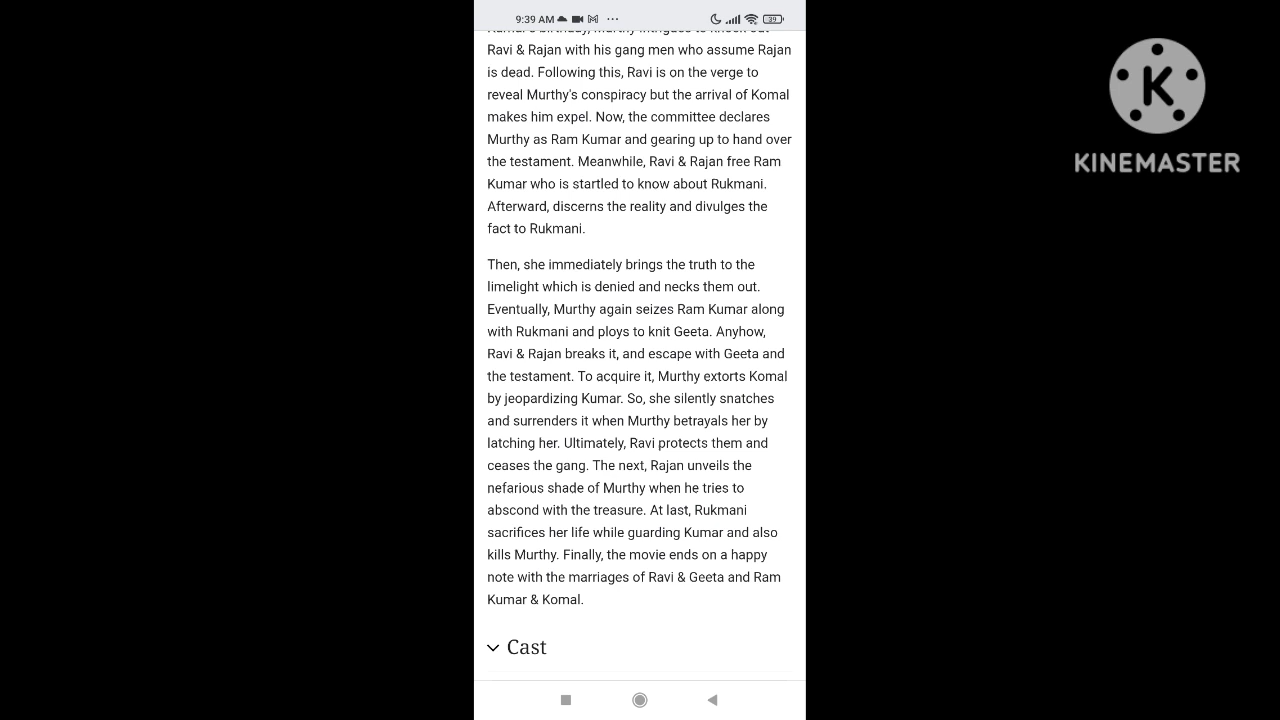 9:39 AM
39
Ravi & Rajan with his gang men who assume Rajan
is dead. Following this, Ravi is on the verge to
reveal Murthy's conspiracy but the arrival of Komal
makes him expel. Now, the committee declares
Murthy as Ram Kumar and gearing up to hand over
the testament. Meanwhile, Ravi & Rajan free Ram
Kumar who is startled to know about Rukmani.
Afterward, discerns the reality and divulges the
fact to Rukmani.
Then, she immediately brings the truth to the
limelight which is denied and necks them out.
Eventually, Murthy again seizes Ram Kumar along
with Rukmani and ploys to knit Geeta. Anyhow,
Ravi & Rajan breaks it, and escape with Geeta and
the testament. To acquire it, Murthy extorts Komal
by jeopardizing Kumar. So, she silently snatches
and surrenders it when Murthy betrayals her by
latching her. Ultimately, Ravi protects them and
ceases the gang. The next, Rajan unveils the
nefarious shade of Murthy when he tries to
abscond with the treasure. At last, Rukmani
sacrifices her life while guarding Kumar and also
kills Murthy. Finally, the movie ends on a happy
note with the marriages of Ravi & Geeta and Ram
Kumar & Komal.
Cast
K
KINEMASTER